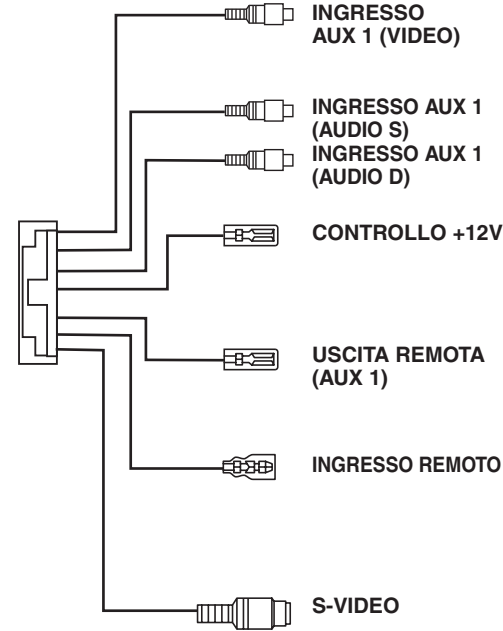 INGRESSO
AUX 1 (VIDEO)
INGRESSO AUX 1
(AUDIO S)
INGRESSO AUX 1
(AUDIO D)
CONTROLLO +12V
USCITA REMOTA
(AUX 1)
INGRESSO REMOTO
S-VIDEO